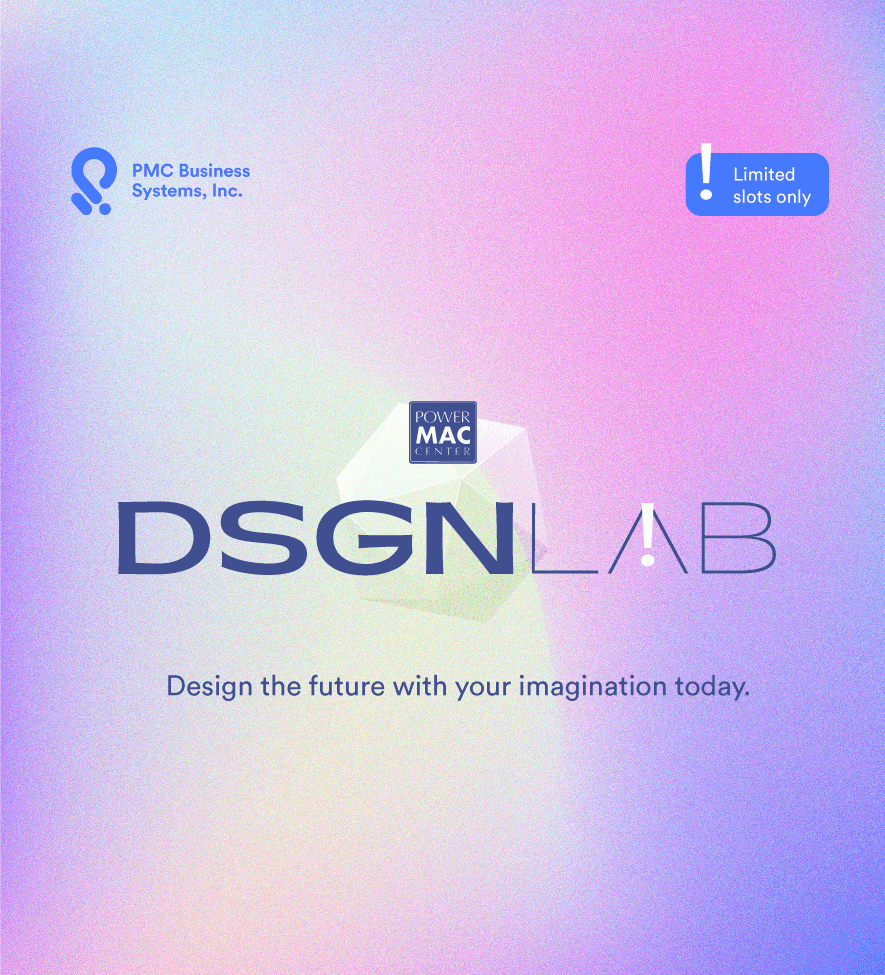 PMC Business
Systems, Inc.
! Limited
slots only
POWER
MAC
CENTER
DSGNLAB
Design the future with your imagination today.